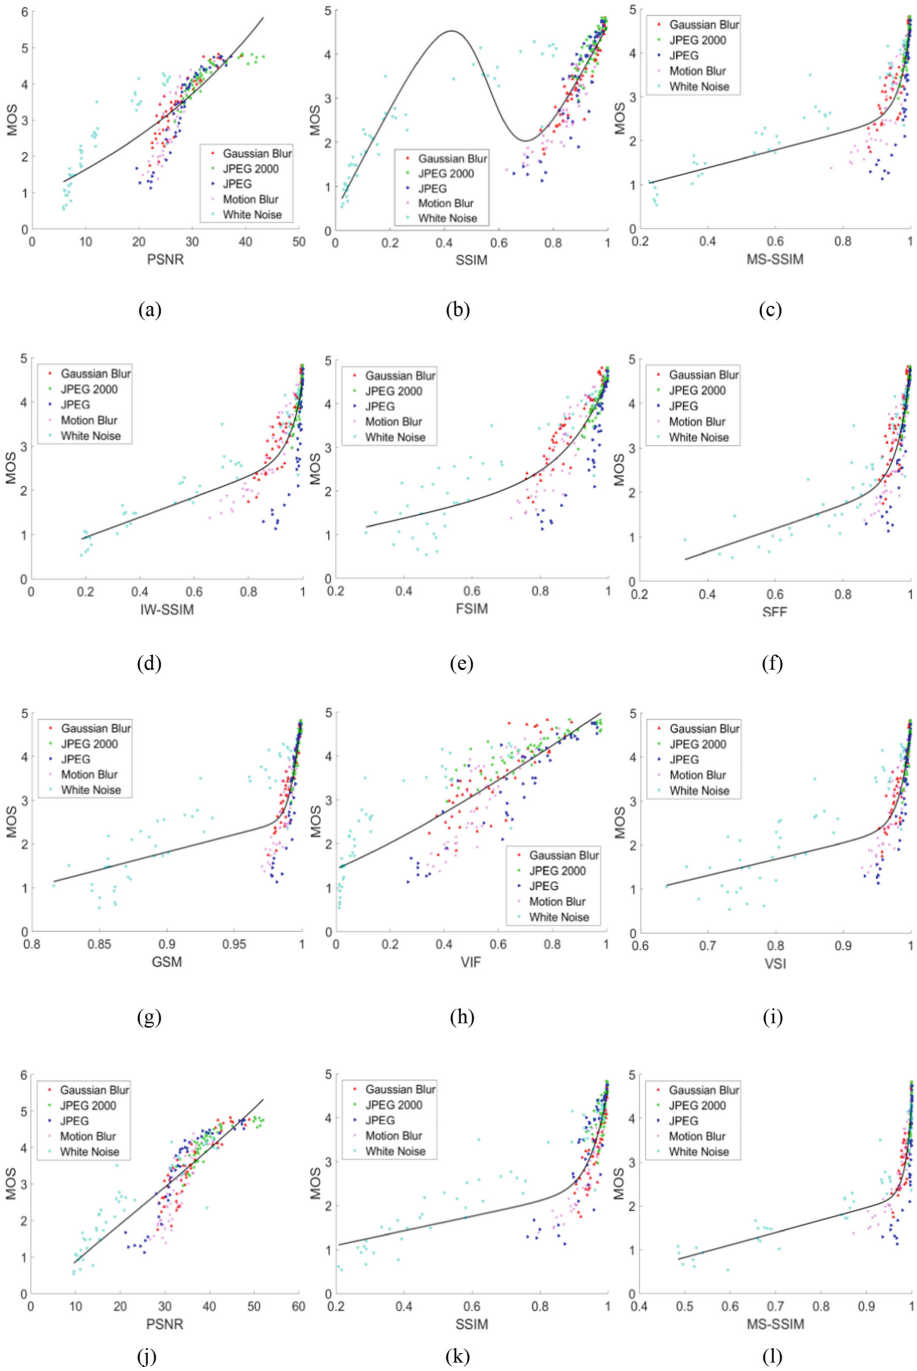 6
5
4
3
2
1
0
0 10 20 30 40 50
MOS
PSNR
Gaussian Blur
JPEG 2000
JPEG
Motion Blur
White Noise
(a)
5
4
3
2
1
0
0 0.2 0.4 0.6 0.8 1
MOS
SSIM
Gaussian Blur
JPEG 2000
JPEG
Motion Blur
White Noise
(b)
5
4
3
2
1
0
0.2 0.4 0.6 0.8 1
MOS
MS-SSIM
Gaussian Blur
JPEG 2000
JPEG
Motion Blur
White Noise
(c)
5
4
3
2
1
0
0 0.2 0.4 0.6 0.8 1
MOS
IW-SSIM
Gaussian Blur
JPEG 2000
JPEG
Motion Blur
White Noise
(d)
5
4
3
2
1
0
0.2 0.4 0.6 0.8 1
MOS
FSIM
Gaussian Blur
JPEG 2000
JPEG
Motion Blur
White Noise
(e)
5
4
3
2
1
0
0.2 0.4 0.6 0.8 1
MOS
Gaussian Blur
JPEG 2000
JPEG
Motion Blur
White Noise
(f)
5
4
3
2
1
0
0.8 0.85 0.9 0.95 1
MOS
GSM
Gaussian Blur
JPEG 2000
JPEG
Motion Blur
White Noise
(g)
5
4
3
2
1
0
0 0.2 0.4 0.6 0.8 1
MOS
VIF
Gaussian Blur
JPEG 2000
JPEG
Motion Blur
White Noise
(h)
5
4
3
2
1
0
0.6 0.7 0.8 0.9 1
MOS
VSI
Gaussian Blur
JPEG 2000
JPEG
Motion Blur
White Noise
(i)
6
5
4
3
2
1
0
0 10 20 30 40 50 60
MOS
PSNR
Gaussian Blur
JPEG 2000
JPEG
Motion Blur
White Noise
(j)
5
4
3
2
1
0
0.2 0.4 0.6 0.8 1
MOS
SSIM
Gaussian Blur
JPEG 2000
JPEG
Motion Blur
White Noise
(k)
5
4
3
2
1
0
0.4 0.5 0.6 0.7 0.8 0.9 1
MOS
MS-SSIM
Gaussian Blur
JPEG 2000
JPEG
Motion Blur
White Noise
(l)